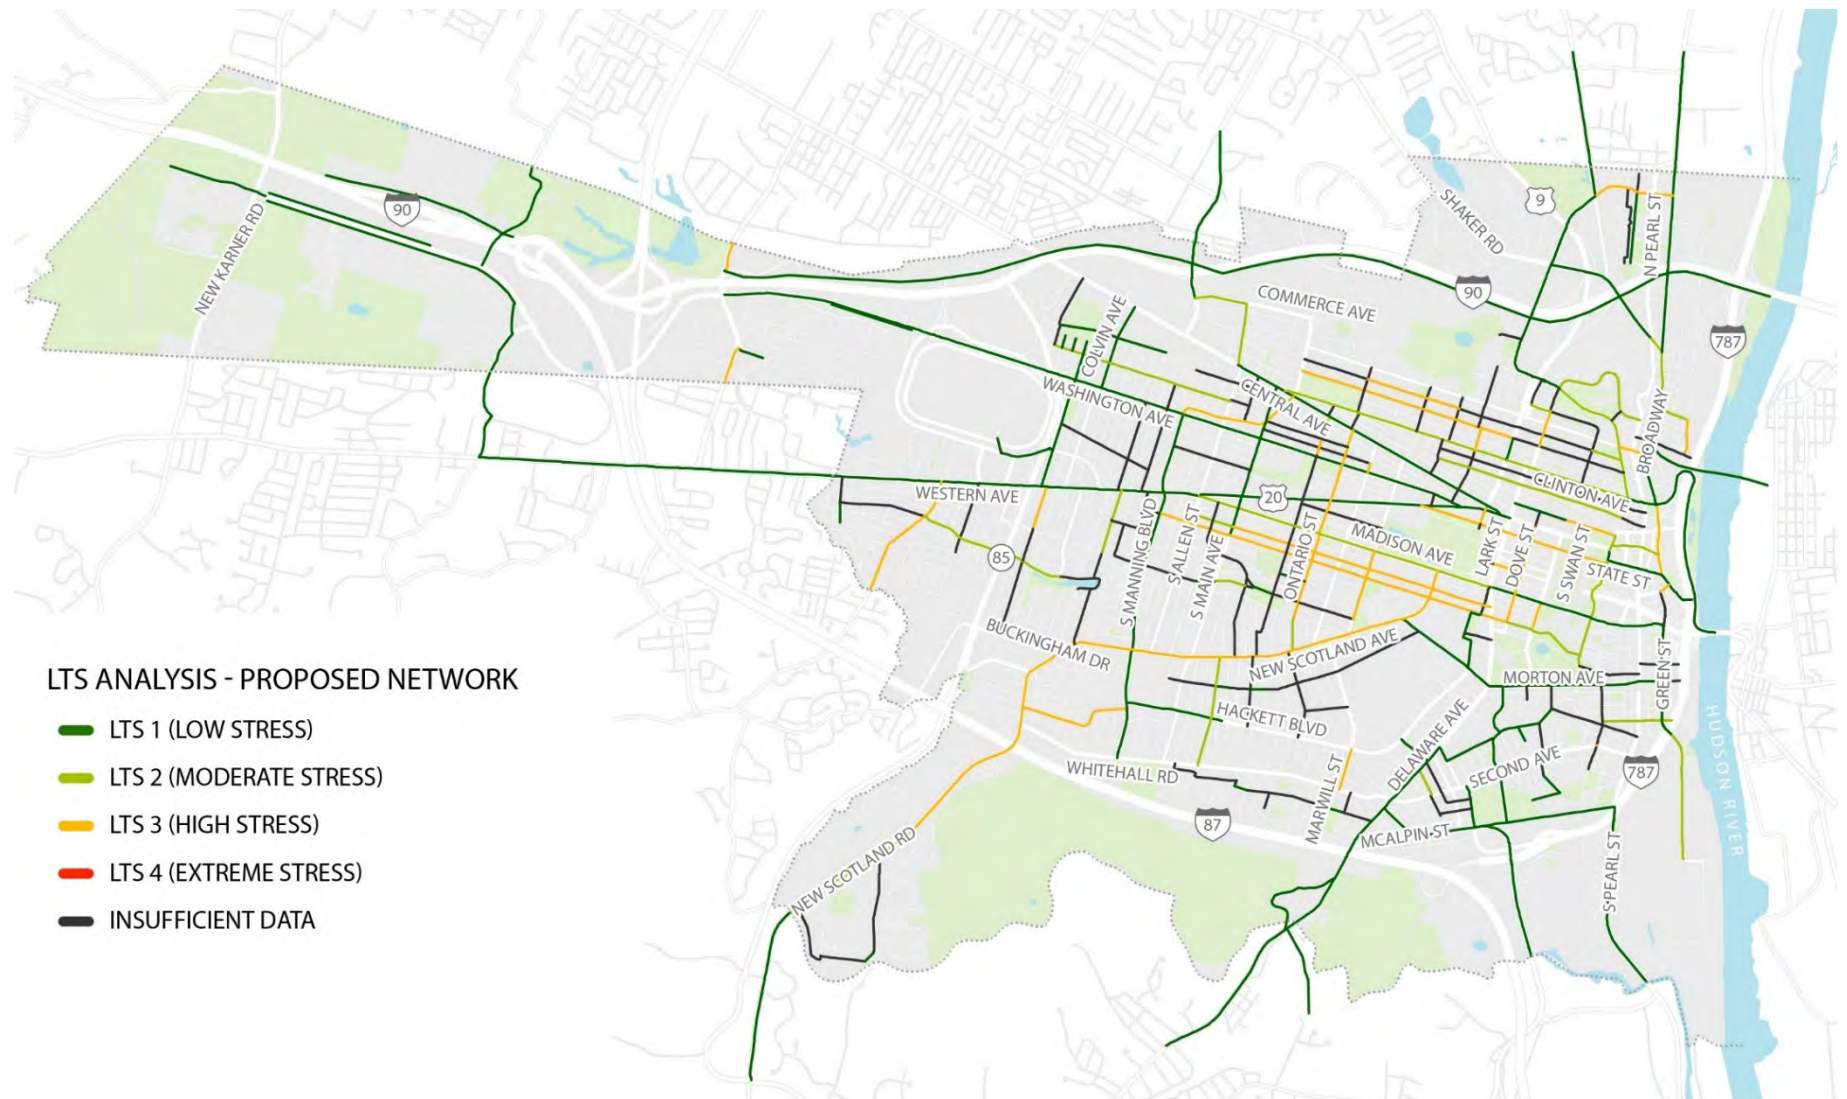 90
NEW KARNER RD
9
SHAKER RD
N PEARL ST
90
COMMERCE AVE
787
COLVIN AVE
WASHINGTON AVE
CENTRAL AVE
BROADWAY
CLINTON AVE
WESTERN AVE
20
85
S MANNING BLVD
S ALLEN ST
S MAIN AVE
ONTARIO ST
MADISON AVE
LARK ST
DOVE ST
S SWAN ST
STATE ST
BUCKINGHAM DR
NEW SCOTLAND AVE
MORTON AVE
GREEN ST
HACKETT BLVD
DELAWARE AVE
SECOND AVE
WHITEHALL RD
MARWILL ST
787
HUDSON RIVER
87
MCALPIN ST
S PEARL ST
NEW SCOTLAND RD
LTS ANALYSIS - PROPOSED NETWORK
LTS 1 (LOW STRESS)
LTS 2 (MODERATE STRESS)
LTS 3 (HIGH STRESS)
LTS 4 (EXTREME STRESS)
INSUFFICIENT DATA